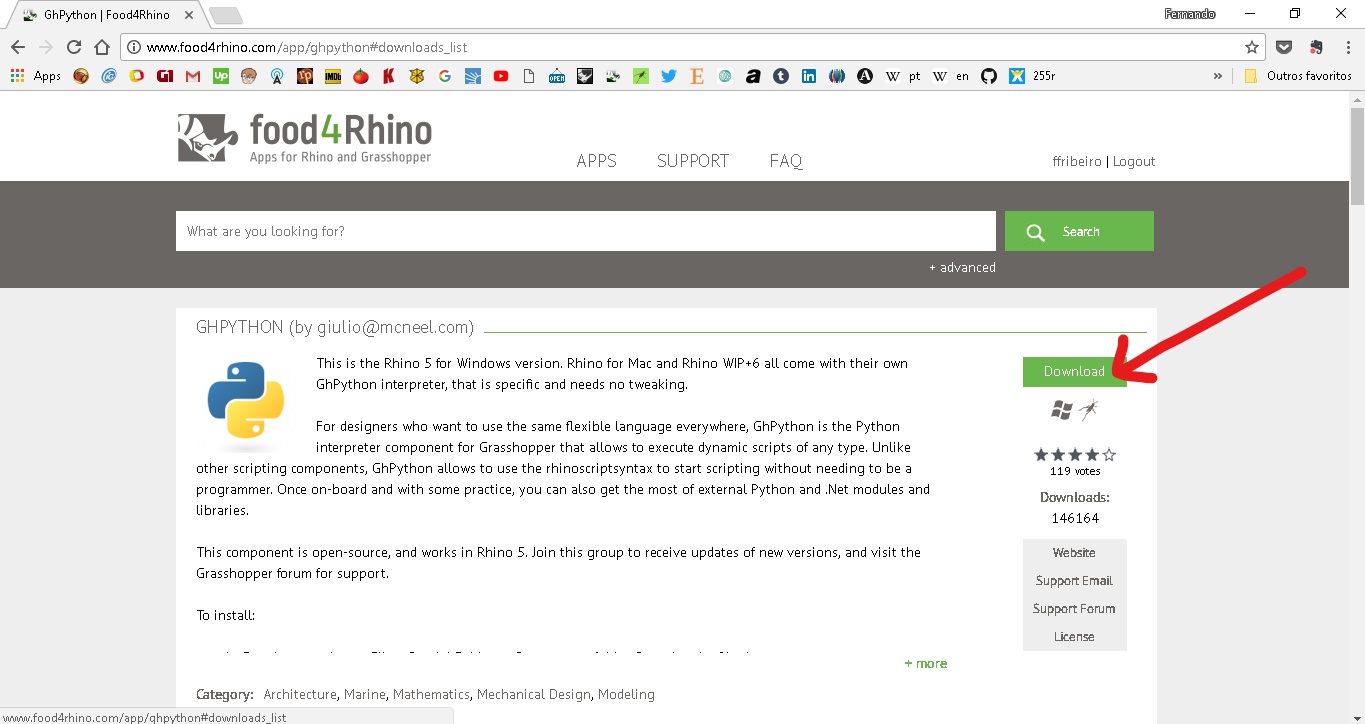 GhPython | Food4Rhino
Fernando
www.food4rhino.com/app/ghpython#downloads_list
Apps
pt
en
255r
»
Outros favoritos
food4Rhino
Apps for Rhino and Grasshopper
APPS
SUPPORT
FAQ
ffribeiro | Logout
What are you looking for?
Search
+ advanced
GHPYTHON (by giulio@mcneel.com)
This is the Rhino 5 for Windows version. Rhino for Mac and Rhino WIP+6 all come with their own
GhPython interpreter, that is specific and needs no tweaking.
For designers who want to use the same flexible language everywhere, GhPython is the Python
interpreter component for Grasshopper that allows to execute dynamic scripts of any type. Unlike
other scripting components, GhPython allows to use the rhinoscriptsyntax to start scripting without needing to be a
programmer. Once on-board and with some practice, you can also get the most of external Python and .Net modules and
libraries.
This component is open-source, and works in Rhino 5. Join this group to receive updates of new versions, and visit the
Grasshopper forum for support.
To install:
+ more
Category: Architecture, Marine, Mathematics, Mechanical Design, Modeling
Download
119 votes
Downloads:
146164
Website
Support Email
Support Forum
License
www.food4rhino.com/app/ghpython#downloads_list